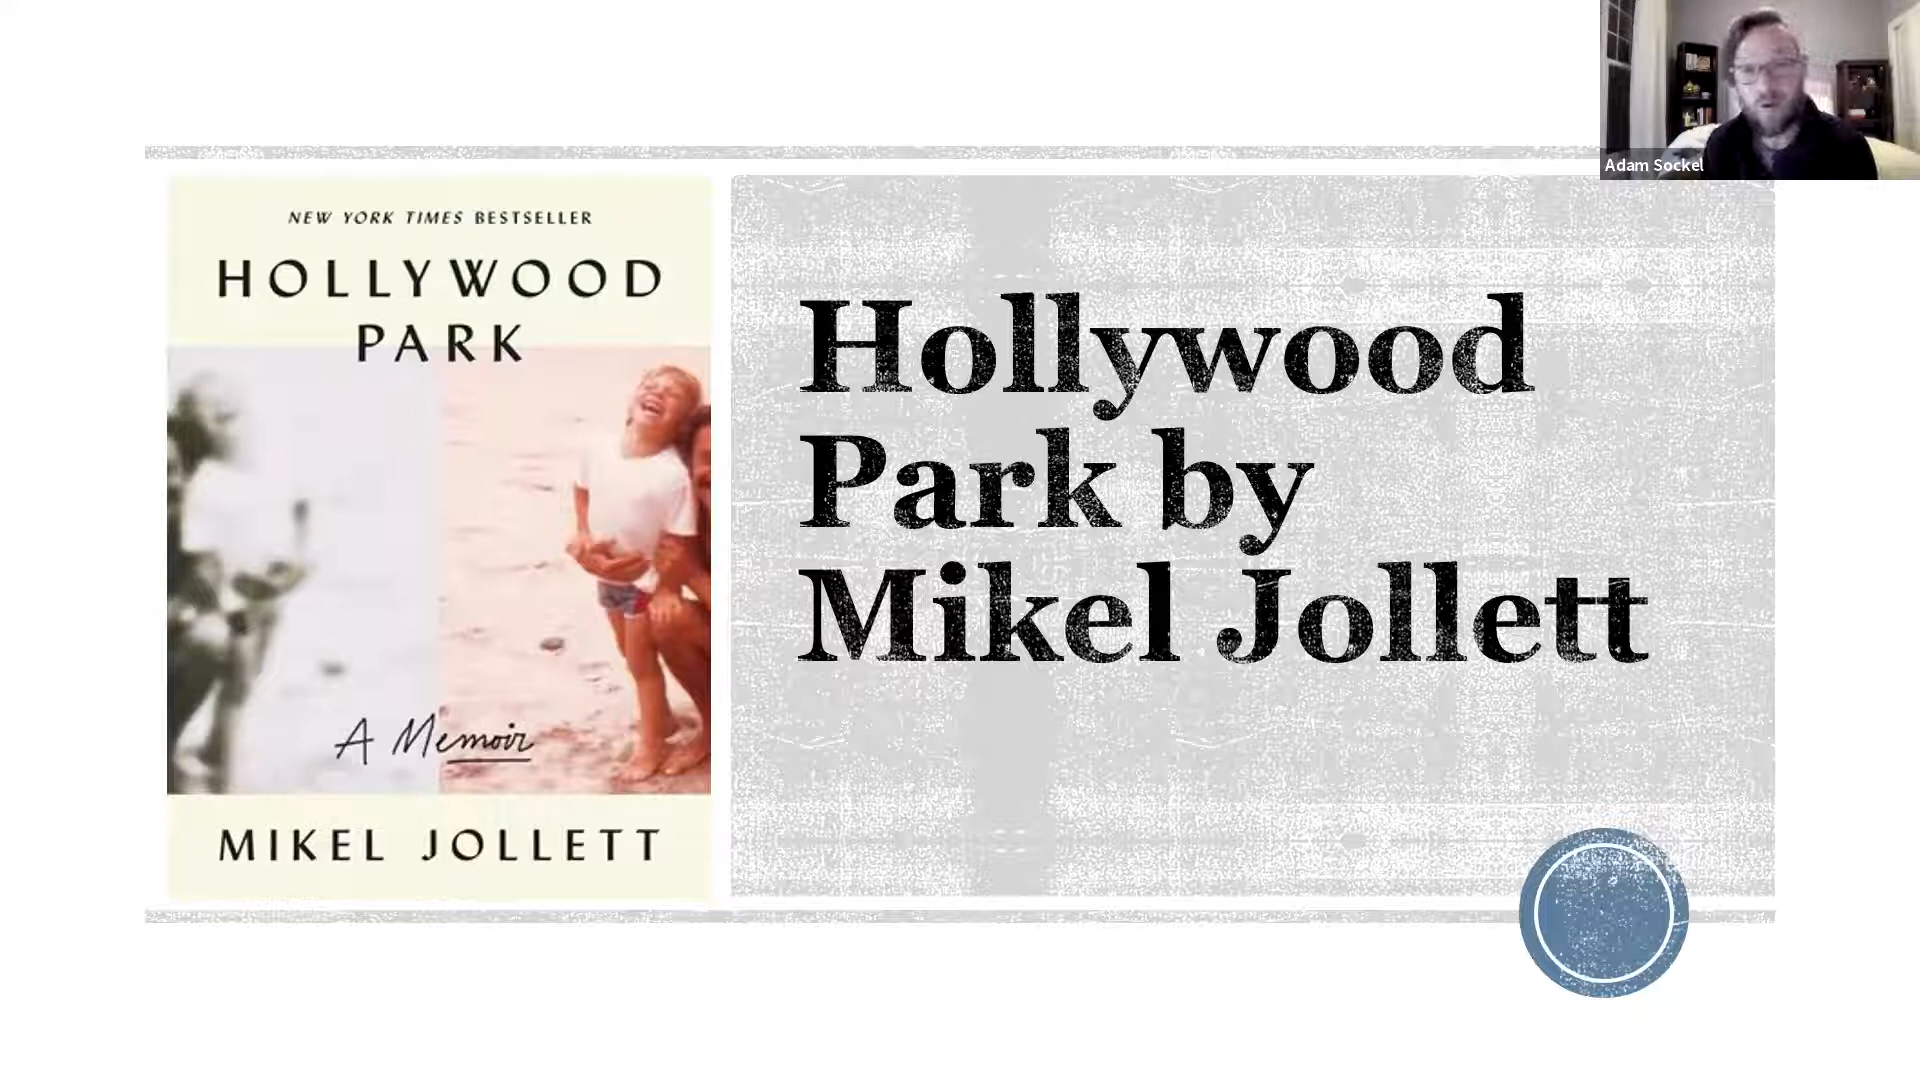 Adam Sockel
NEW YORK TIMES BESTSELLER
HOLLYWOOD
PARK
A Memoir
MIKEL JOLLETT
Hollywood
Park by
Mikel Jollett